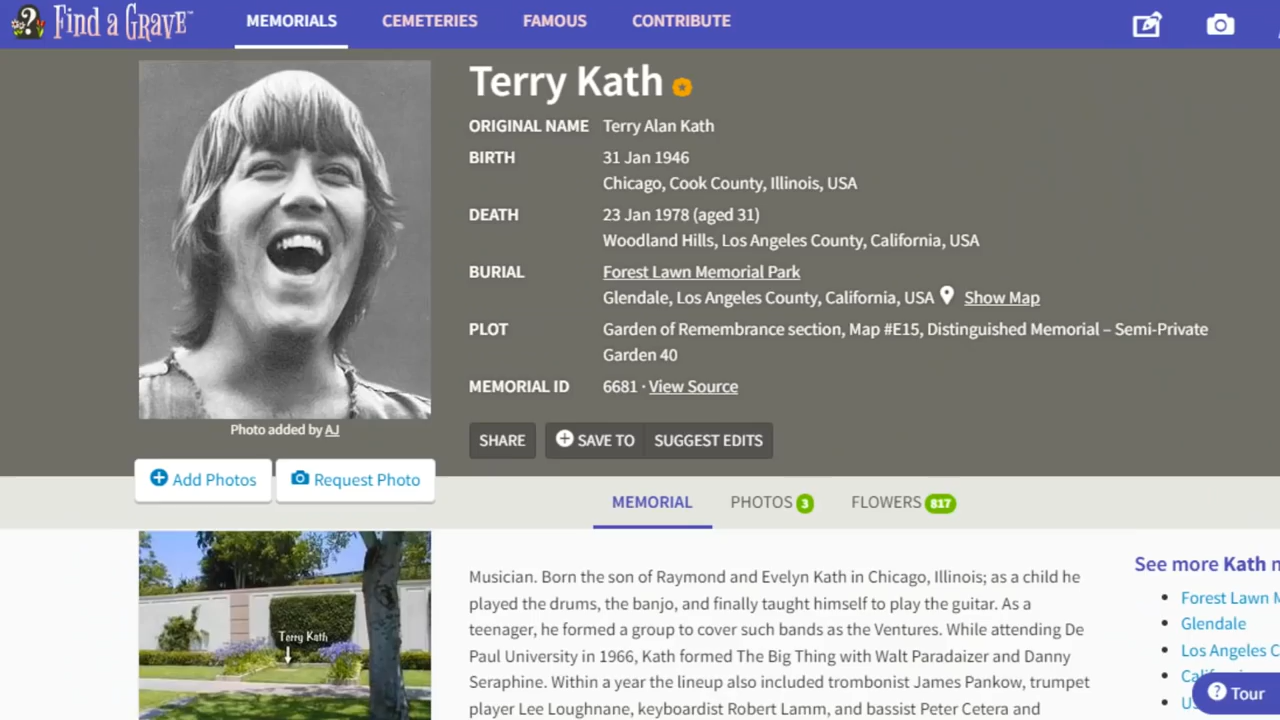 Find a Grave™
MEMORIALS
CEMETERIES
FAMOUS
CONTRIBUTE
Terry Kath
ORIGINAL NAME Terry Alan Kath
BIRTH 31 Jan 1946
Chicago, Cook County, Illinois, USA
DEATH 23 Jan 1978 (aged 31)
Woodland Hills, Los Angeles County, California, USA
BURIAL Forest Lawn Memorial Park
Glendale, Los Angeles County, California, USA Show Map
PLOT Garden of Remembrance section, Map #E15, Distinguished Memorial – Semi-Private
Garden 40
MEMORIAL ID 6681 · View Source
Photo added by AJ
SHARE
SAVE TO
SUGGEST EDITS
Add Photos
Request Photo
MEMORIAL
PHOTOS 3
FLOWERS 817
Terry Kath
Musician. Born the son of Raymond and Evelyn Kath in Chicago, Illinois; as a child he
played the drums, the banjo, and finally taught himself to play the guitar. As a
teenager, he formed a group to cover such bands as the Ventures. While attending De
Paul University in 1966, Kath formed The Big Thing with Walt Paradaizer and Danny
Seraphine. Within a year the lineup also included trombonist James Pankow, trumpet
player Lee Loughnane, keyboardist Robert Lamm, and bassist Peter Cetera and
See more Kath
Forest Lawn
Glendale
Los Angeles
? Tour